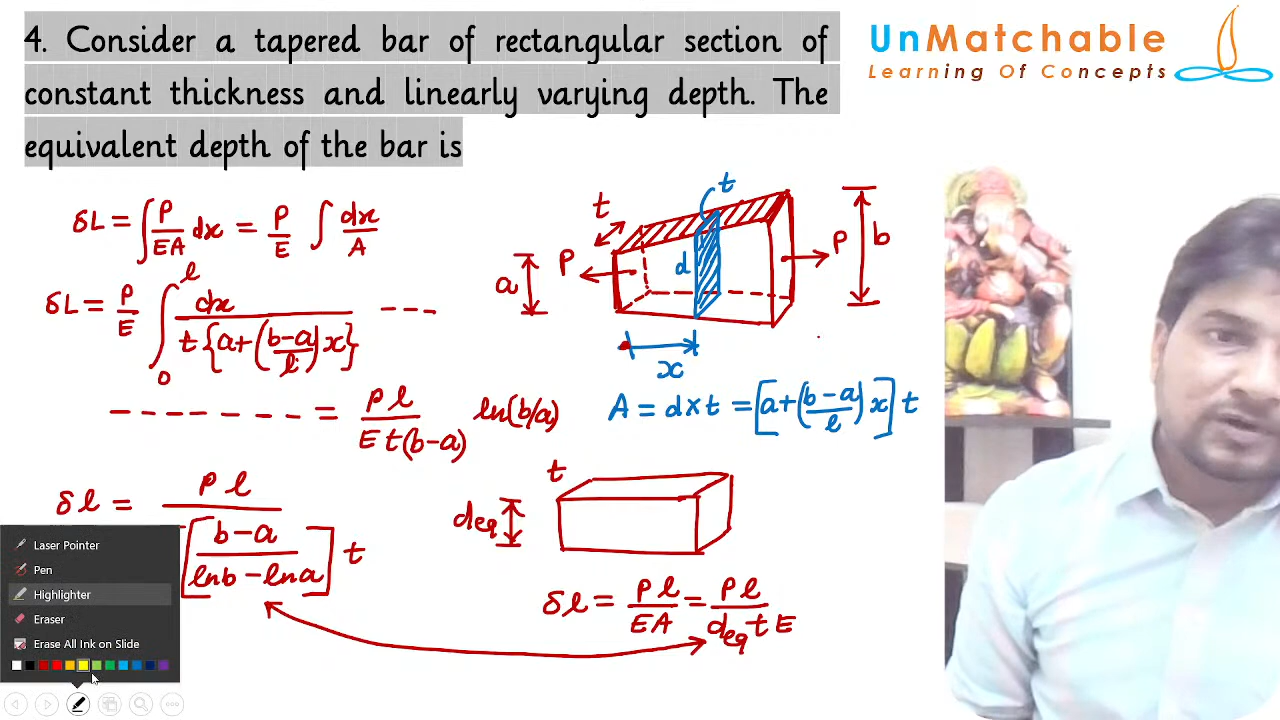 4. Consider a tapered bar of rectangular section of
constant thickness and linearly varying depth. The
equivalent depth of the bar is
UnMatchable
Learning Of Concepts
δL = ∫ P/EA dx = P/E ∫ dx/A
δL = P/E ∫₀ˡ dx / t{a+((b-a)/l)x} ---
------- = Pl / Et(b-a) ln(b/a)
δl = Pl / [(b-a)/(lnb-lna)] t
t
t
P
a
d
P
b
x
A = d×t = [a+((b-a)/l)x] t
t
deq
δl = Pl/EA = Pl/(deq t E)
Laser Pointer
Pen
Highlighter
Eraser
Erase All Ink on Slide